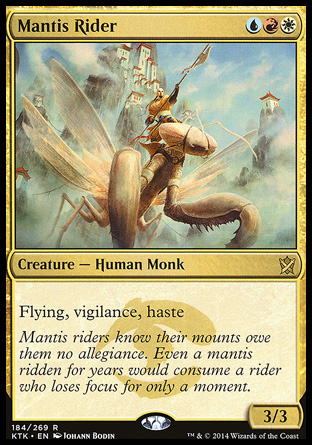 Mantis Rider
Creature — Human Monk
Flying, vigilance, haste
Mantis riders know their mounts owe
them no allegiance. Even a mantis
ridden for years would consume a rider
who loses focus for only a moment.
184/269 R
KTK • EN Johann Bodin
™ & © 2014 Wizards of the Coast
3/3